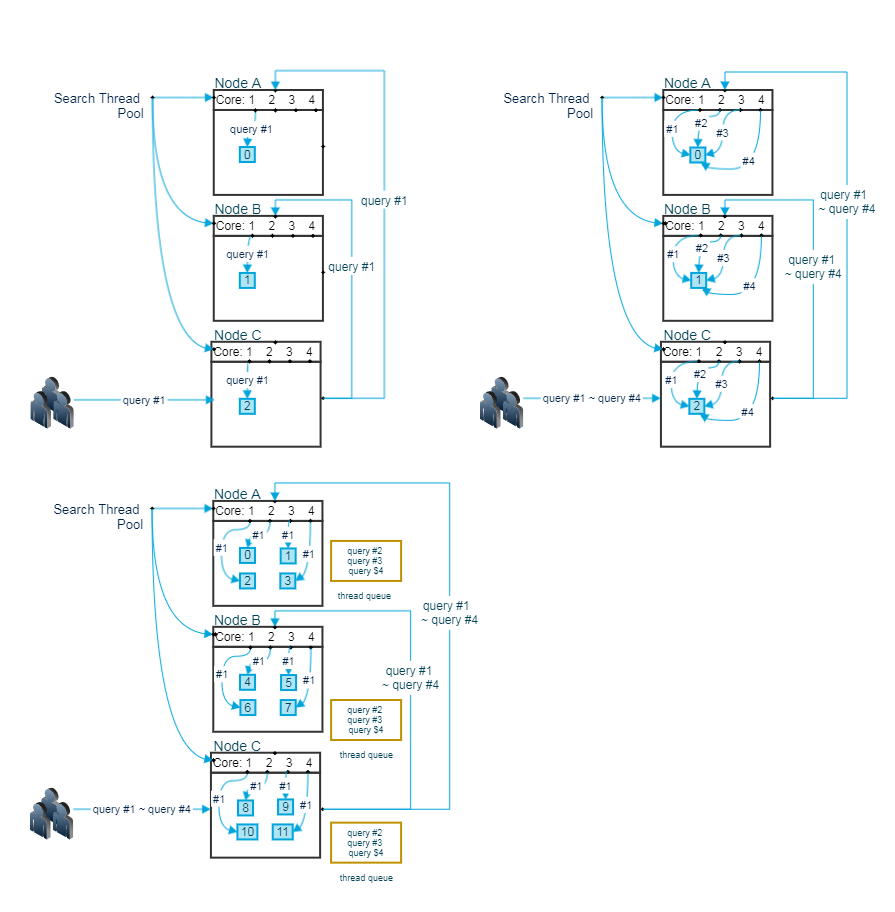 Node A
Search Thread
Pool
Core: 1 2 3 4
query #1
0
query #1
Node B
Core: 1 2 3 4
query #1
1
query #1
Node C
Core: 1 2 3 4
query #1
2
query #1
Node A
Search Thread
Pool
Core: 1 2 3 4
#1
#2
#3
0
#4
query #1
~ query #4
Node B
Core: 1 2 3 4
#1
#2
#3
1
#4
query #1
~ query #4
Node C
Core: 1 2 3 4
#1
#2
#3
2
#4
query #1 ~ query #4
Node A
Search Thread
Pool
Core: 1 2 3 4
#1
#1
#1
#1
0
1
2
3
query #2
query #3
query $4
thread queue
query #1
~ query #4
Node B
Core: 1 2 3 4
#1
#1
#1
#1
4
5
6
7
query #1
~ query #4
query #2
query #3
query $4
thread queue
Node C
Core: 1 2 3 4
#1
#1
#1
#1
8
9
10
11
query #1 ~ query #4
query #2
query #3
query $4
thread queue